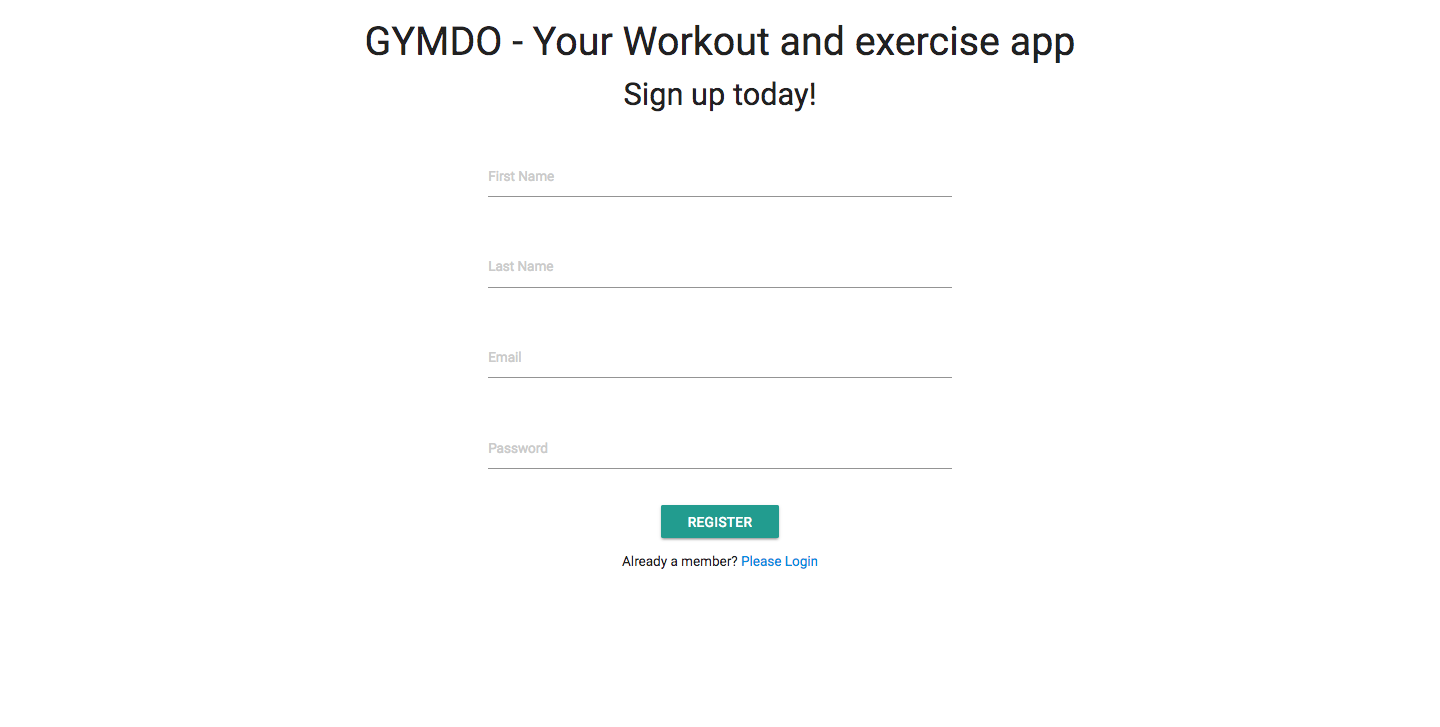 GYMDO - Your Workout and exercise app
Sign up today!
First Name
Last Name
Email
Password
REGISTER
Already a member? Please Login